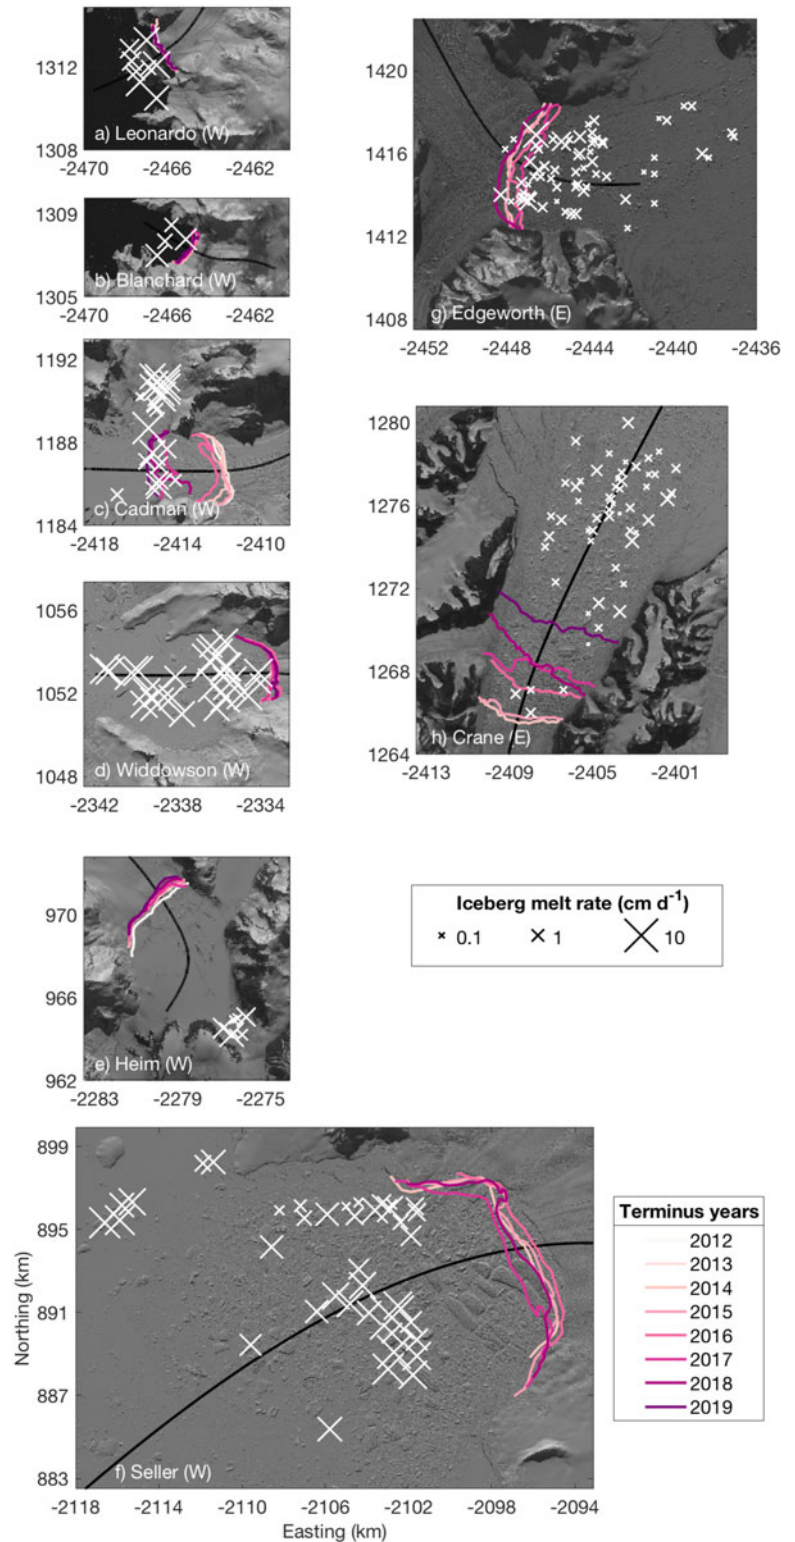 1312
1308
a) Leonardo (W)
-2470 -2466 -2462
1309
1305
b) Blanchard (W)
-2470 -2465 -2462
1192
1188
1184
c) Cadman (W)
-2418 -2414 -2410
1056
1052
1048
d) Widdowson (W)
-2342 -2338 -2334
970
966
962
e) Heim (W)
-2283 -2279 -2275
1420
1416
1412
1408
g) Edgeworth (E)
-2452 -2448 -2444 -2440 -2436
1280
1276
1272
1268
1264
h) Crane (E)
-2413 -2409 -2405 -2401
Iceberg melt rate (cm d⁻¹)
0.1 1 10
899
895
891
887
883
Northing (km)
f) Seller (W)
-2118 -2114 -2110 -2106 -2102 -2098 -2094
Easting (km)
Terminus years
2012
2013
2014
2015
2016
2017
2018
2019